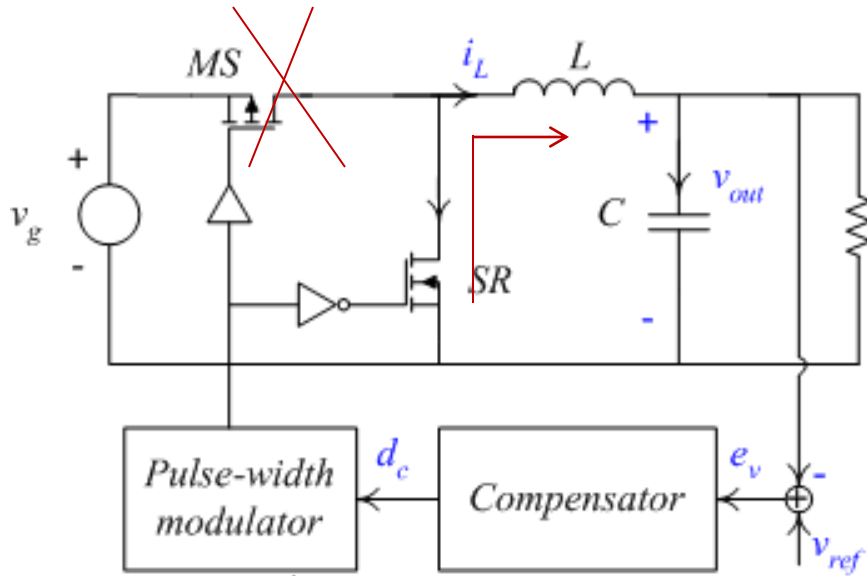 MS
i_L
L
+
+
v_g
-
C
v_out
SR
-
Pulse-width
modulator
d_c
Compensator
e_v
-
+
v_ref